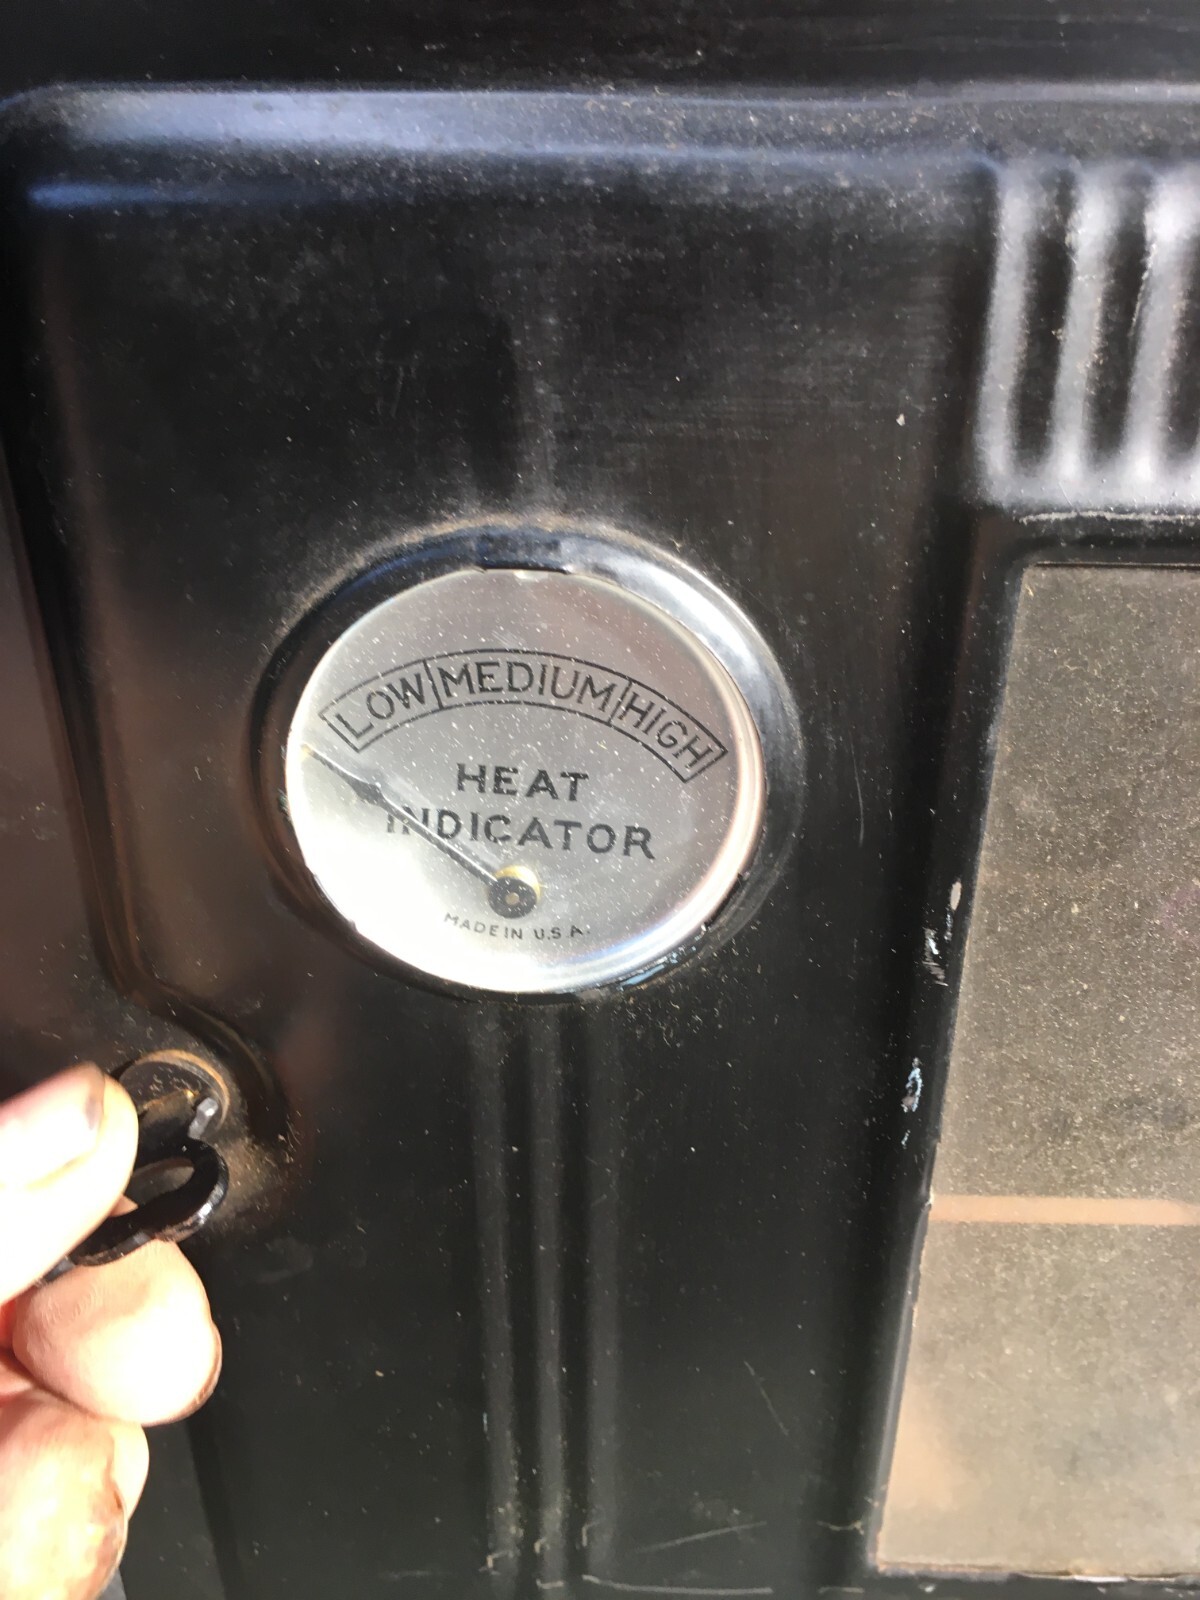 LOW MEDIUM HIGH
HEAT
INDICATOR
MADE IN U.S.A.